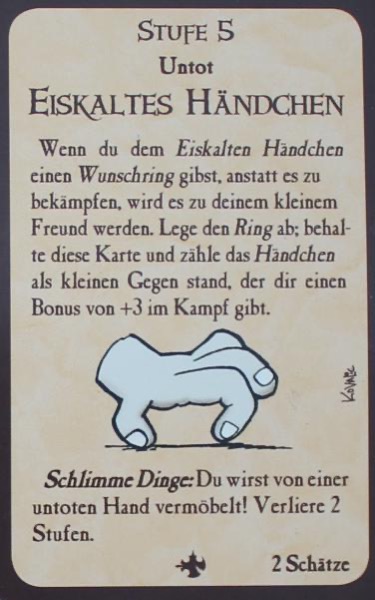 Stufe 5
Untot
Eiskaltes Händchen
Wenn du dem Eiskalten Händchen
einen Wunschring gibst, anstatt es zu
bekämpfen, wird es zu deinem kleinem
Freund werden. Lege den Ring ab; behal-
te diese Karte und zähle das Händchen
als kleinen Gegen stand, der dir einen
Bonus von +3 im Kampf gibt.
Kovalic
Schlimme Dinge: Du wirst von einer
untoten Hand vermöbelt! Verliere 2
Stufen.
2 Schätze